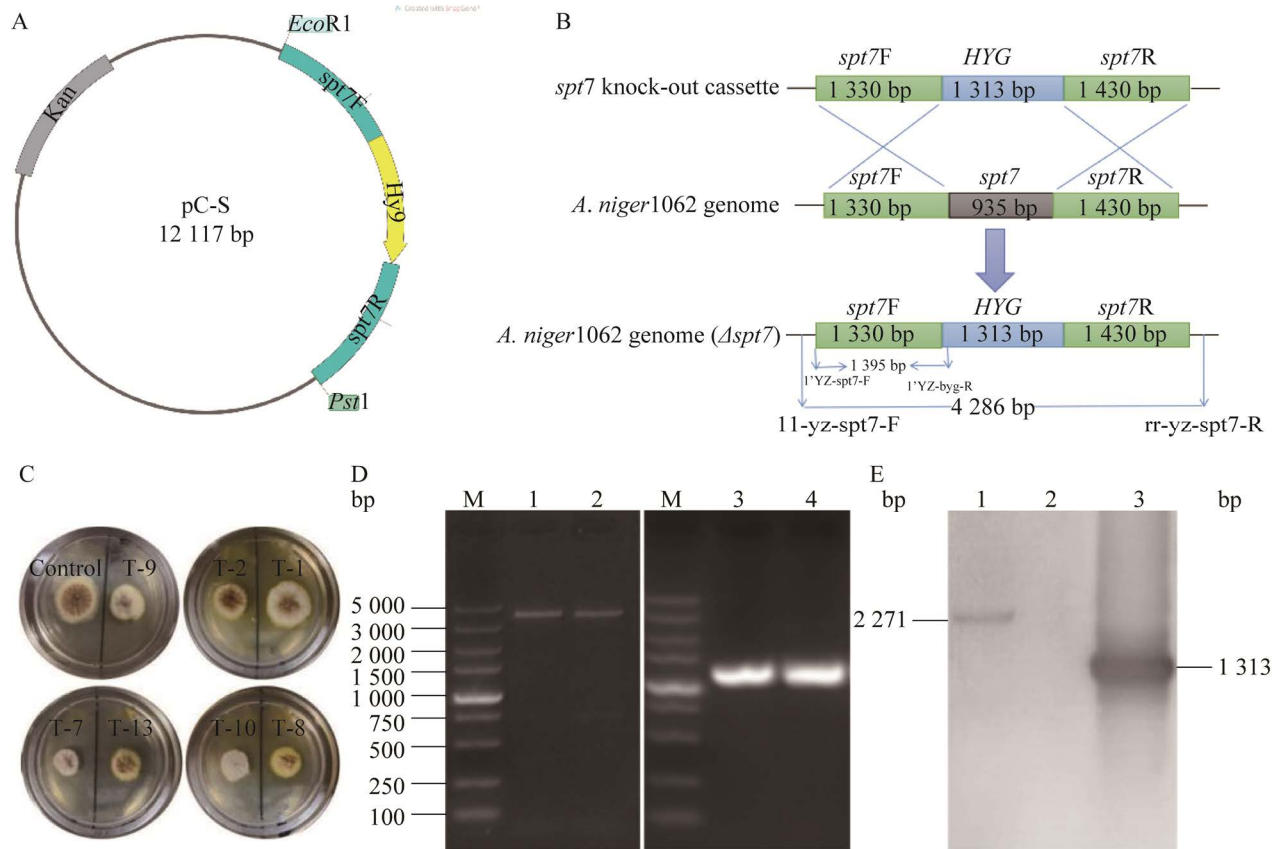 A
Created with SnapGene®
EcoR1
spt7F
Kan
Hy9
pC-S
12 117 bp
spt7R
Pst1
B
spt7F HYG spt7R
spt7 knock-out cassette 1 330 bp 1 313 bp 1 430 bp
spt7F spt7 spt7R
A. niger1062 genome 1 330 bp 935 bp 1 430 bp
spt7F HYG spt7R
A. niger1062 genome (Δspt7) 1 330 bp 1 313 bp 1 430 bp
1 395 bp
1'YZ-spt7-F 1'YZ-byg-R
4 286 bp
11-yz-spt7-F rr-yz-spt7-R
C
Control T-9 T-2 T-1
T-7 T-13 T-10 T-8
D
bp M 1 2 M 3 4
5 000
3 000
2 000
1 500
1 000
750
500
250
100
E
bp 1 2 3 bp
2 271
1 313